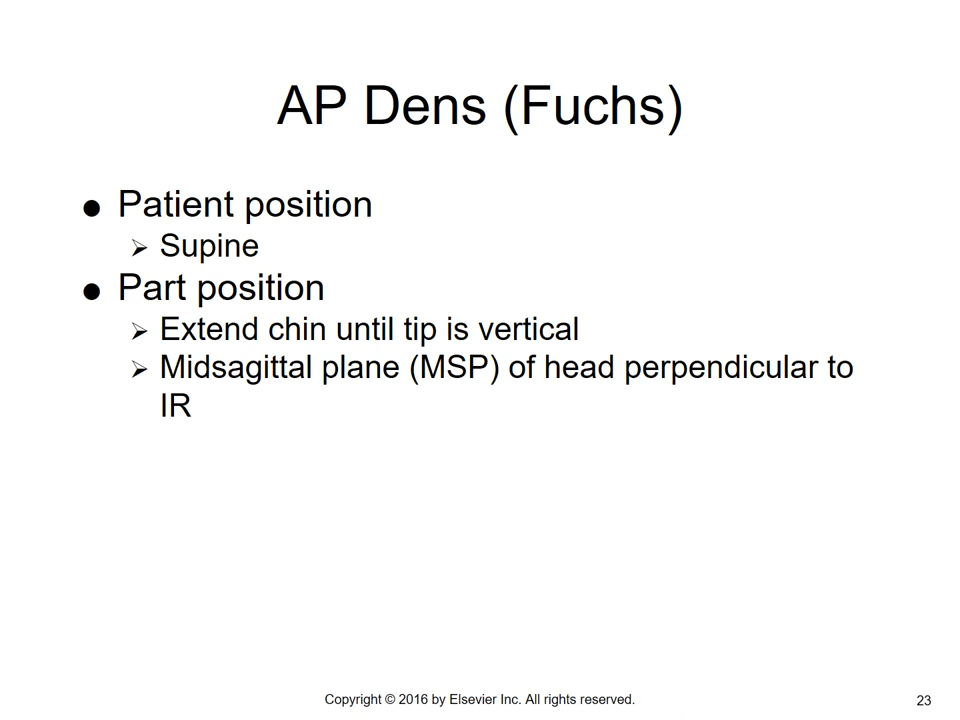 AP Dens (Fuchs)
● Patient position
➢ Supine
● Part position
➢ Extend chin until tip is vertical
➢ Midsagittal plane (MSP) of head perpendicular to
IR
Copyright © 2016 by Elsevier Inc. All rights reserved.
23